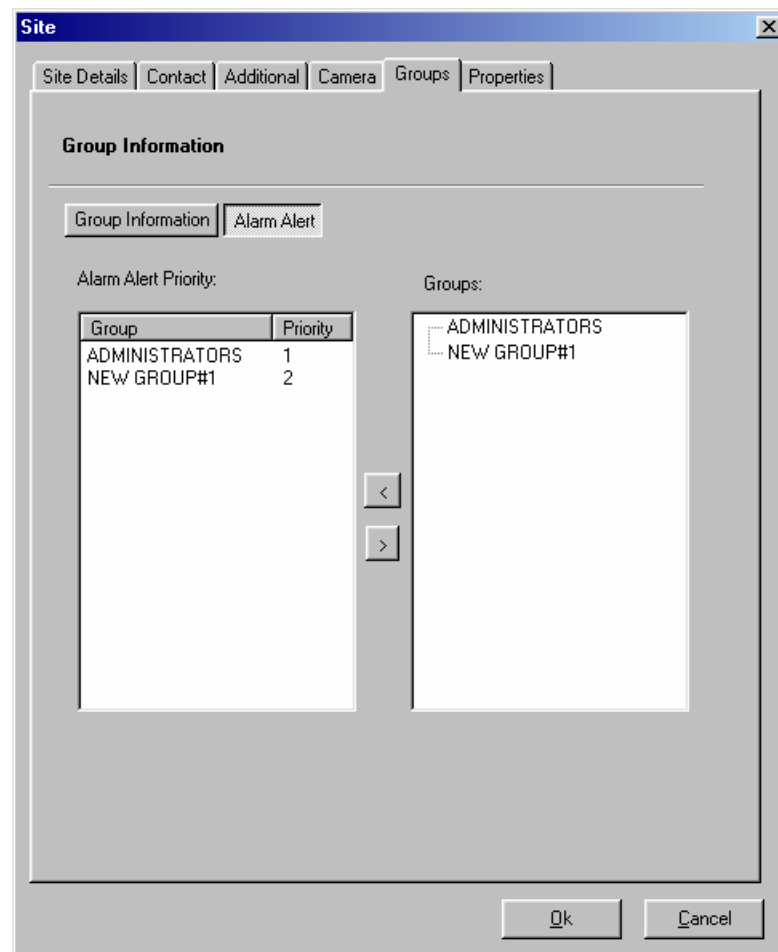 Site
Site Details Contact Additional Camera Groups Properties
Group Information
Group Information Alarm Alert
Alarm Alert Priority:
Group Priority
ADMINISTRATORS 1
NEW GROUP#1 2
Groups:
ADMINISTRATORS
NEW GROUP#1
<
>
Ok Cancel